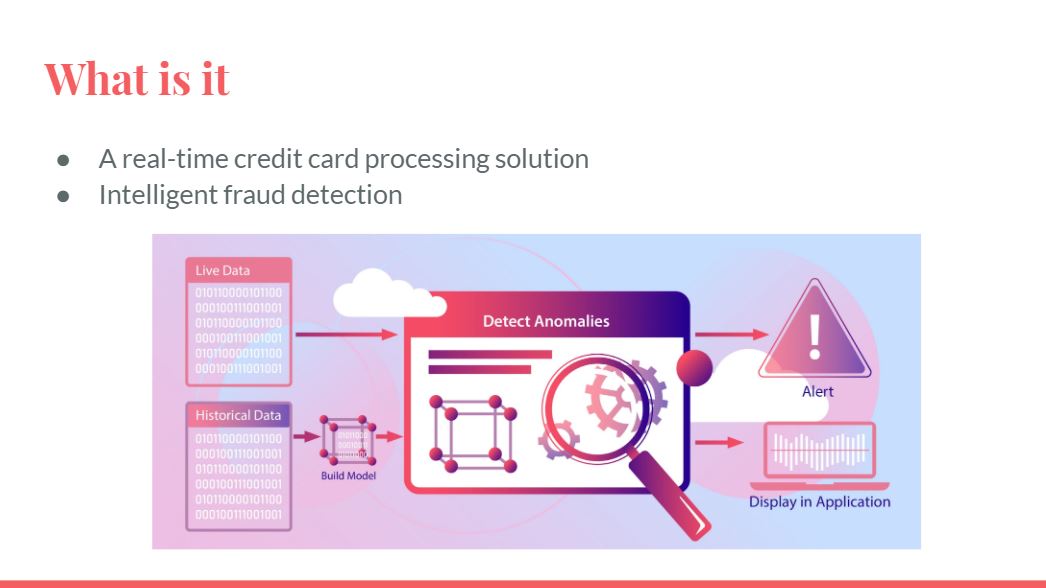 What is it
● A real-time credit card processing solution
● Intelligent fraud detection
Live Data
010110000101100
000100111001001
010110000101100
000100111001001
010110000101100
000100111001001
Detect Anomalies
!
Alert
Historical Data
010110000101100
000100111001001
010110000101100
000100111001001
010110000101100
000100111001001
Build Model
Display in Application